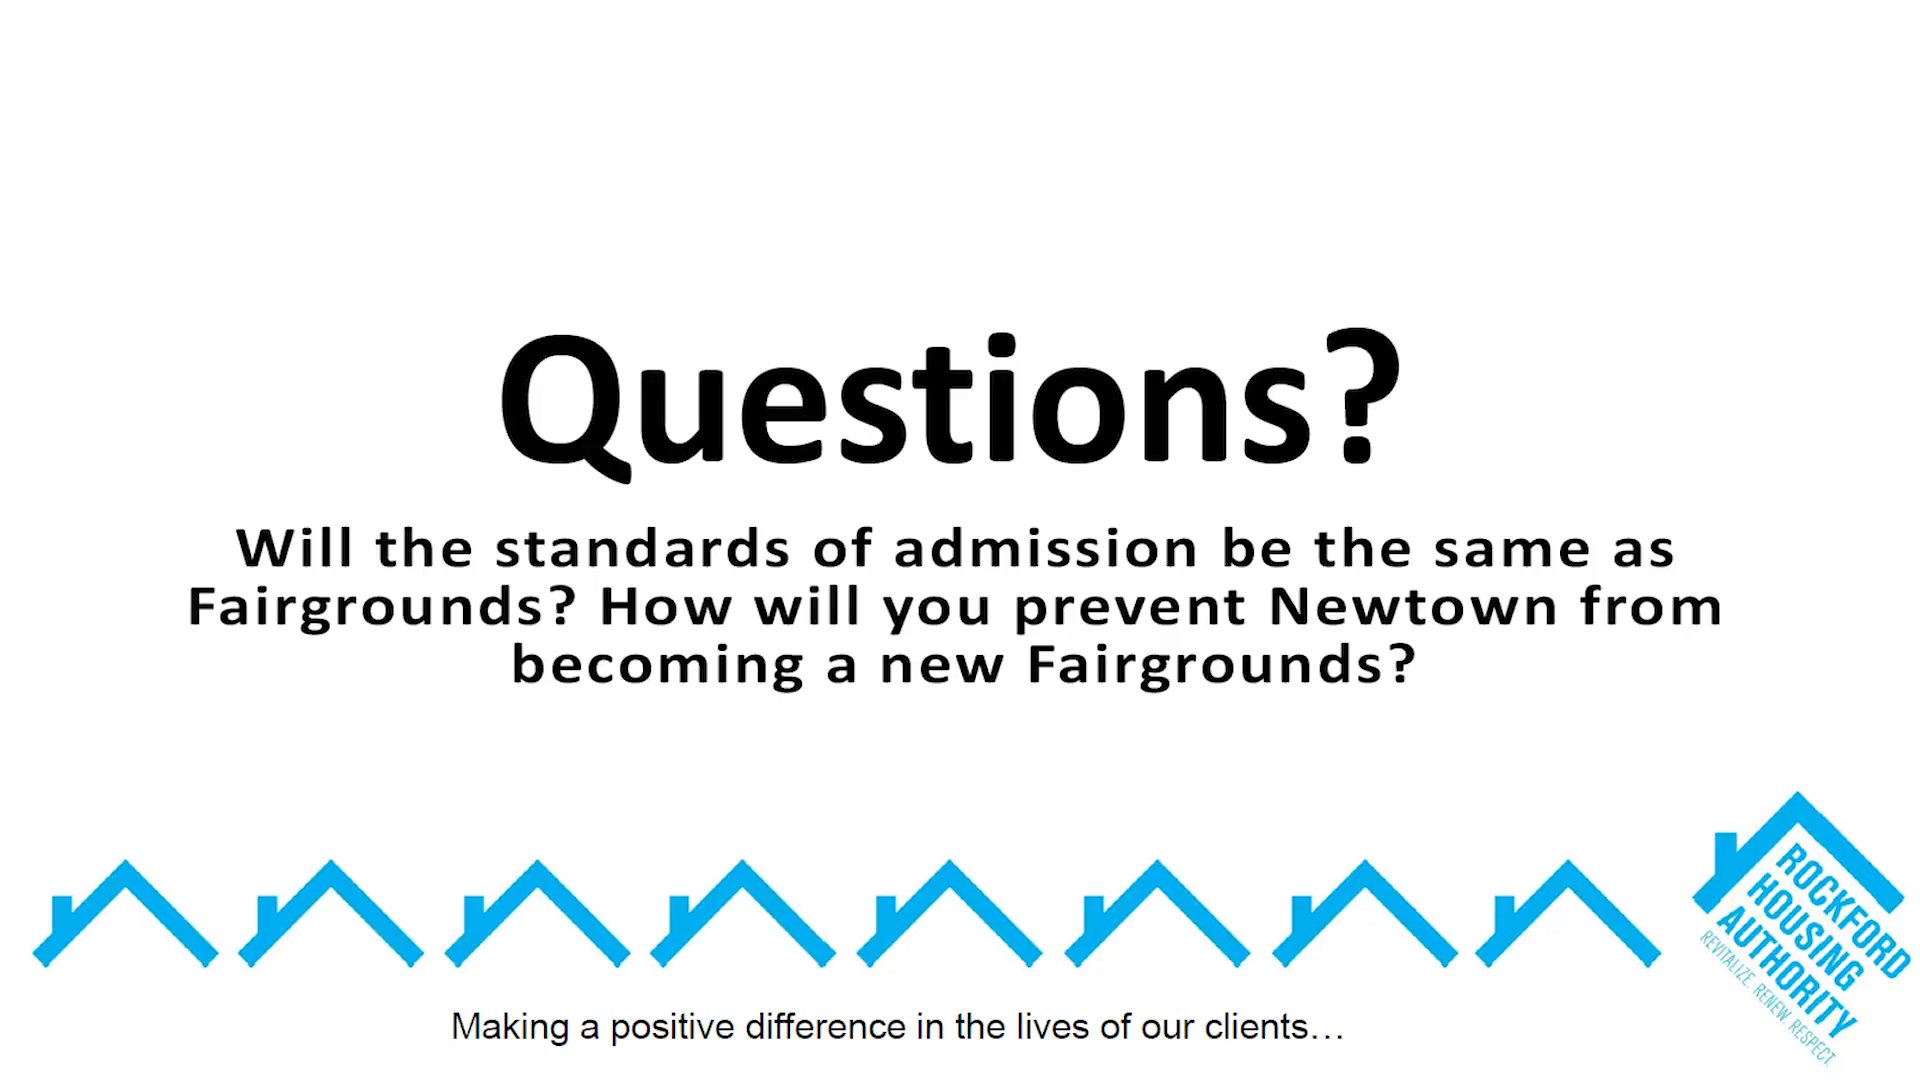 Questions?
Will the standards of admission be the same as
Fairgrounds? How will you prevent Newtown from
becoming a new Fairgrounds?
ROCKFORD
HOUSING
AUTHORITY
REVITALIZE. RENEW. RESPECT.
Making a positive difference in the lives of our clients…